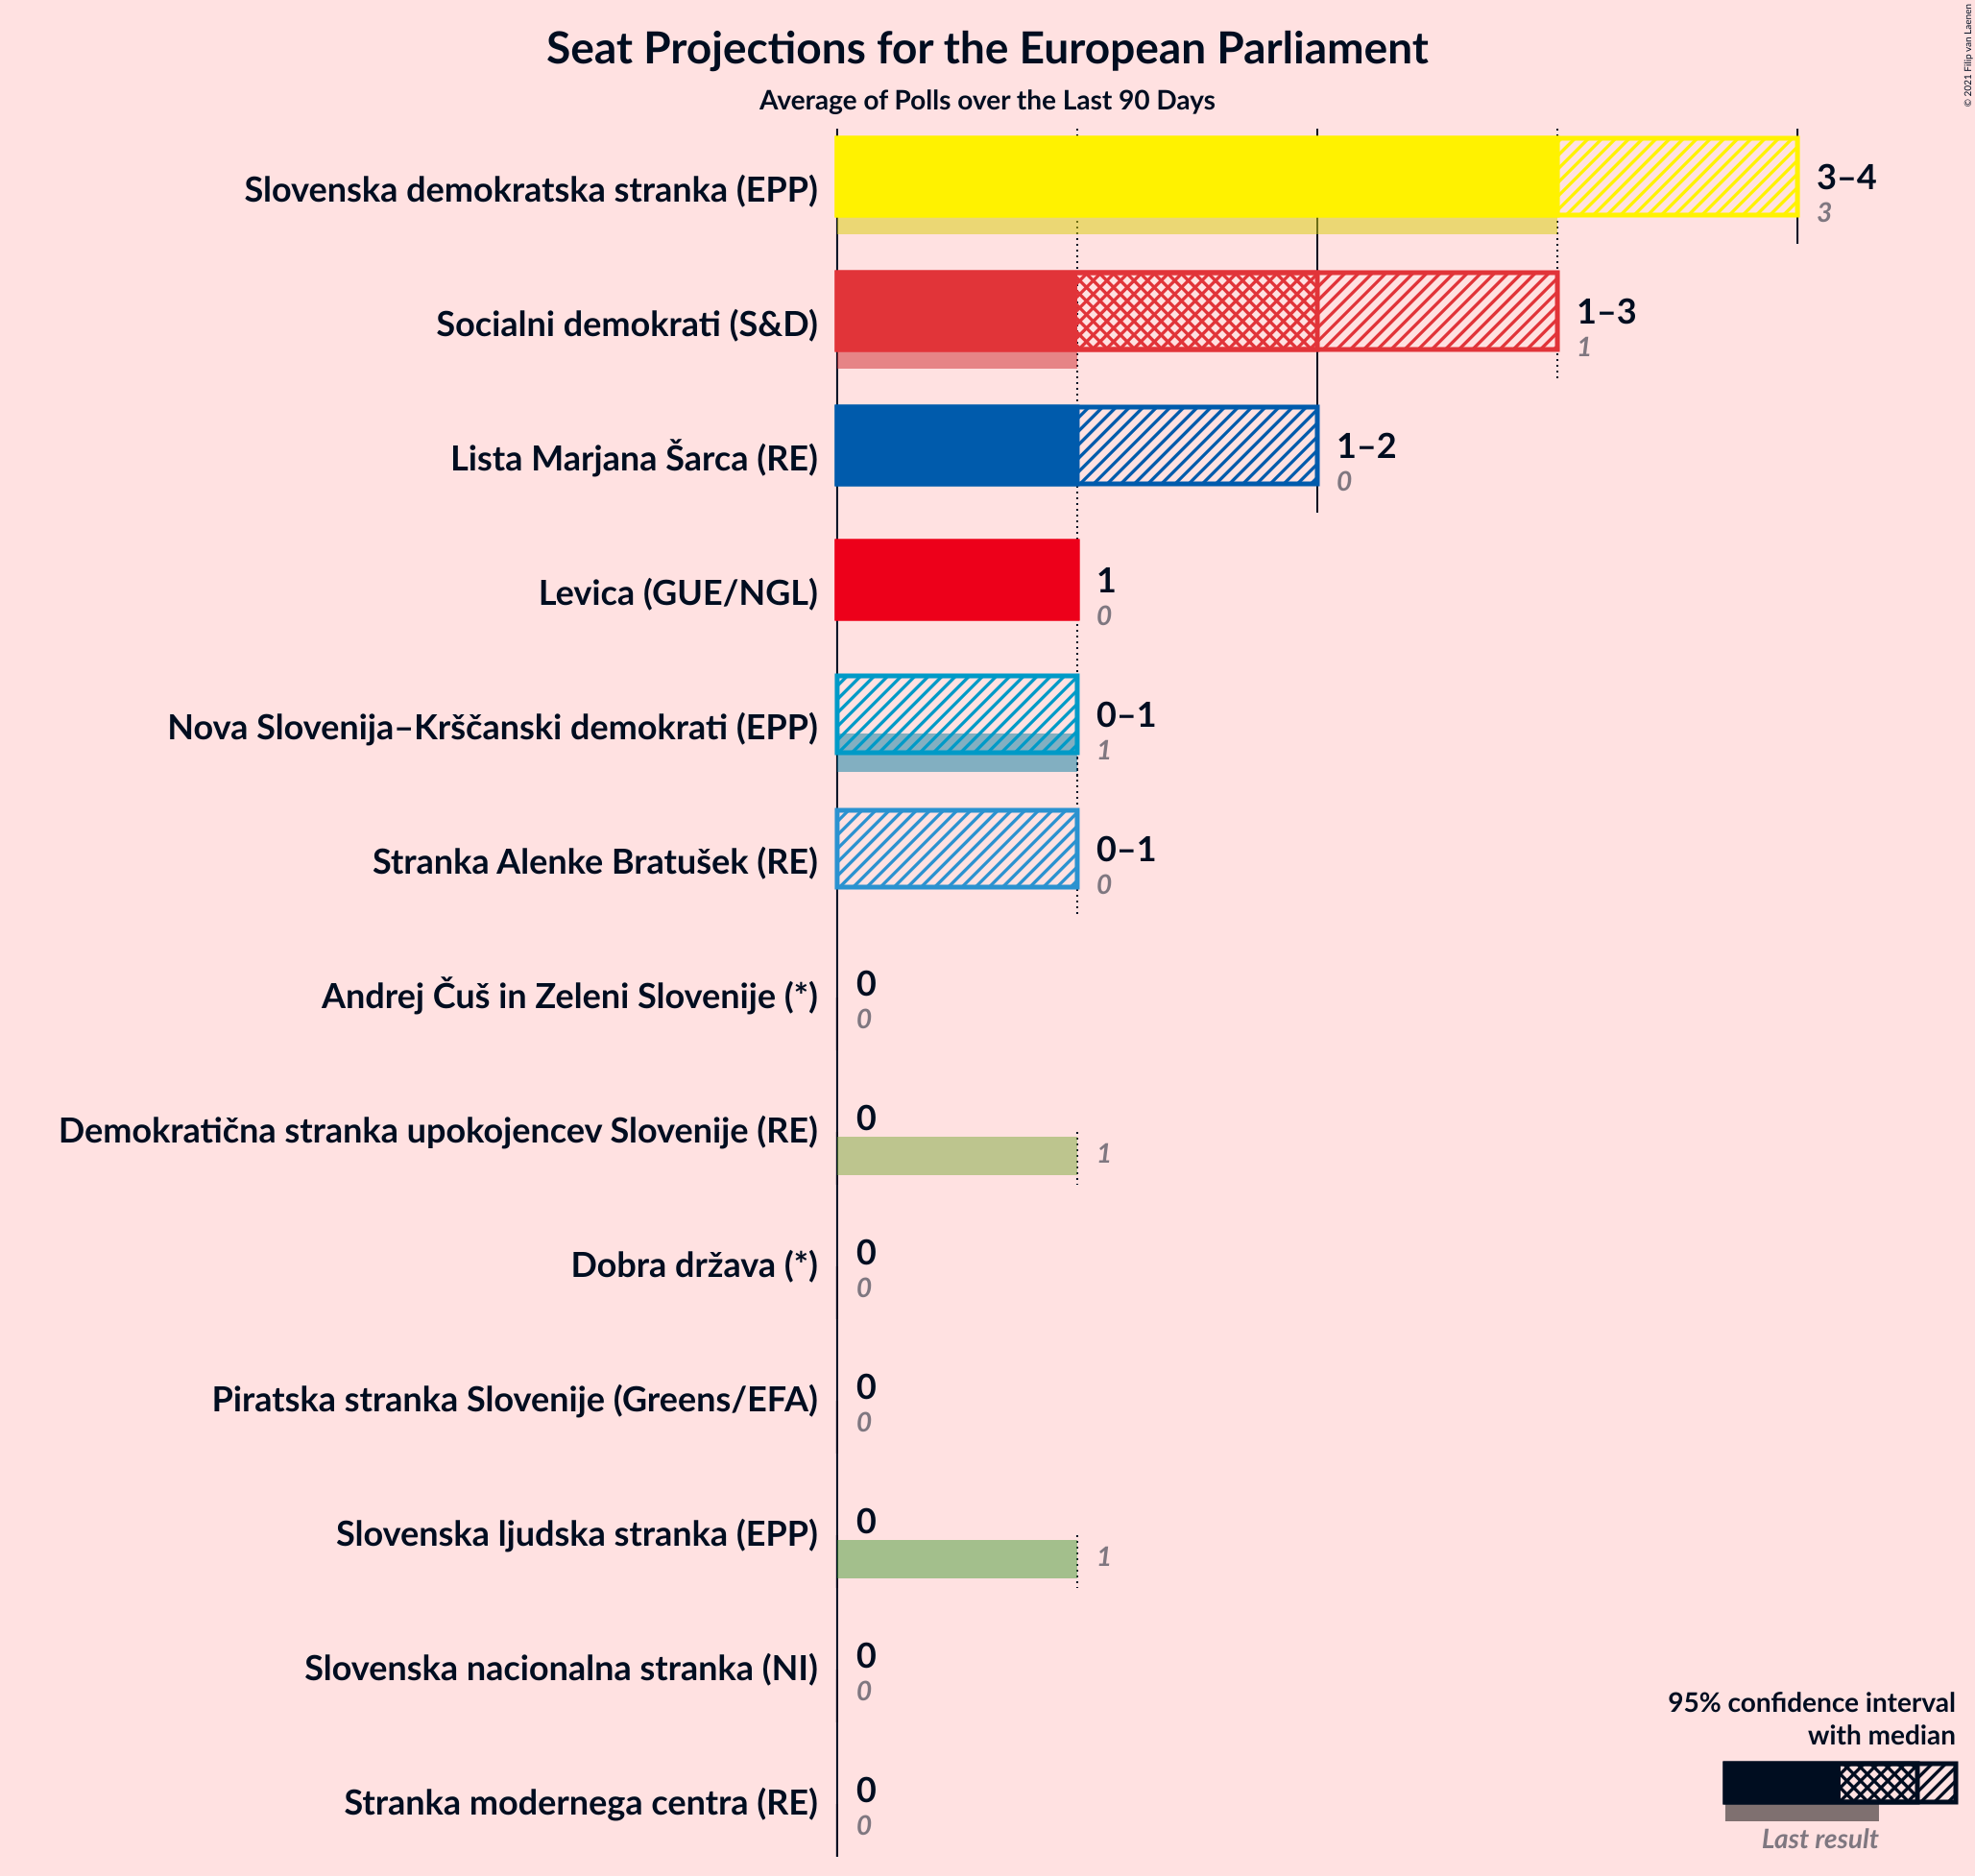 Seat Projections for the European Parliament
Average of Polls over the Last 90 Days
© 2021 Filip van Laenen
Slovenska demokratska stranka (EPP)
3–4
3
Socialni demokrati (S&D)
1–3
1
Lista Marjana Šarca (RE)
1–2
0
Levica (GUE/NGL)
1
0
Nova Slovenija–Krščanski demokrati (EPP)
0–1
1
Stranka Alenke Bratušek (RE)
0–1
0
Andrej Čuš in Zeleni Slovenije (*)
0
0
Demokratična stranka upokojencev Slovenije (RE)
0
1
Dobra država (*)
0
0
Piratska stranka Slovenije (Greens/EFA)
0
0
Slovenska ljudska stranka (EPP)
0
1
Slovenska nacionalna stranka (NI)
0
0
Stranka modernega centra (RE)
0
0
95% confidence interval
with median
Last result